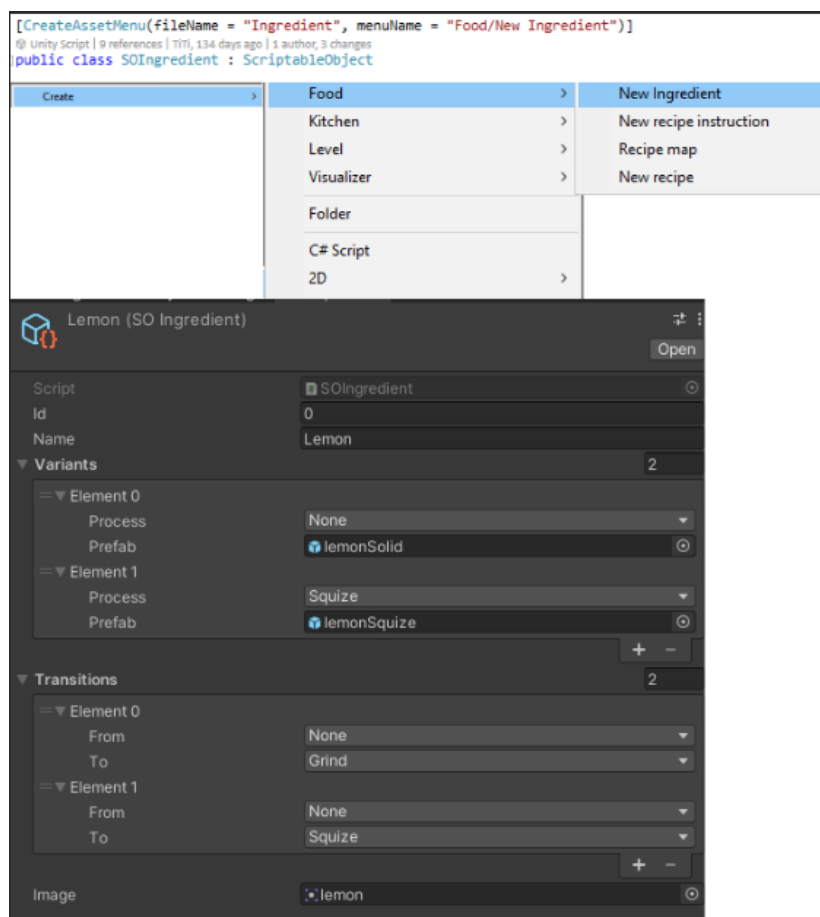 [CreateAssetMenu(fileName = "Ingredient", menuName = "Food/New Ingredient")]
Unity Script | 9 references | TiTi, 134 days ago | 1 author, 3 changes
public class SOIngredient : ScriptableObject
Create > Food > New Ingredient
Kitchen > New recipe instruction
Level > Recipe map
Visualizer > New recipe
Folder
C# Script
2D >
Lemon (SO Ingredient)
Open
Script SOIngredient
Id 0
Name Lemon
Variants 2
Element 0
Process None
Prefab lemonSolid
Element 1
Process Squize
Prefab lemonSquize
+ -
Transitions 2
Element 0
From None
To Grind
Element 1
From None
To Squize
+ -
Image lemon